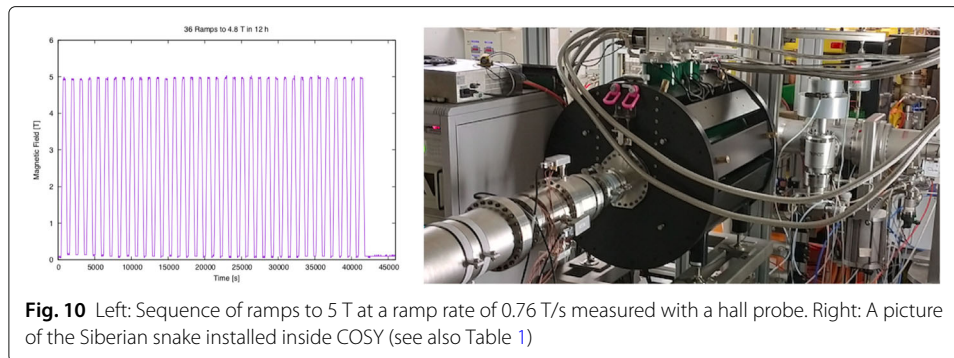 36 Ramps to 4.8 T in 12 h
6
5
4
3
2
1
0
Magnetic Field [T]
0 5000 10000 15000 20000 25000 30000 35000 40000 45000
Time [s]
Fig. 10 Left: Sequence of ramps to 5 T at a ramp rate of 0.76 T/s measured with a hall probe. Right: A picture
of the Siberian snake installed inside COSY (see also Table 1)